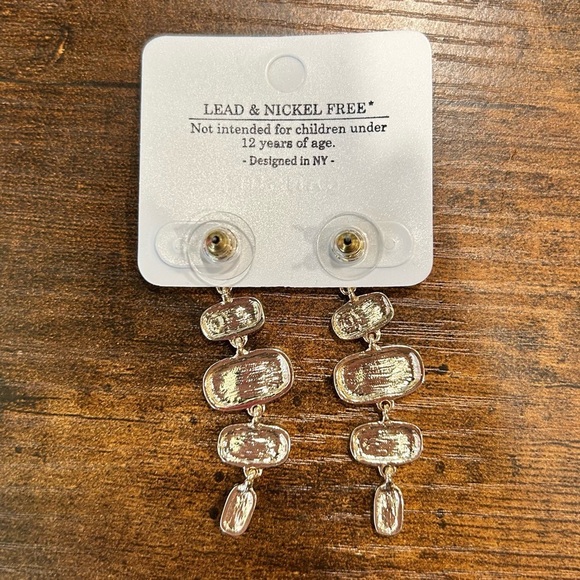 LEAD & NICKEL FREE*
Not intended for children under
12 years of age.
- Designed in NY -